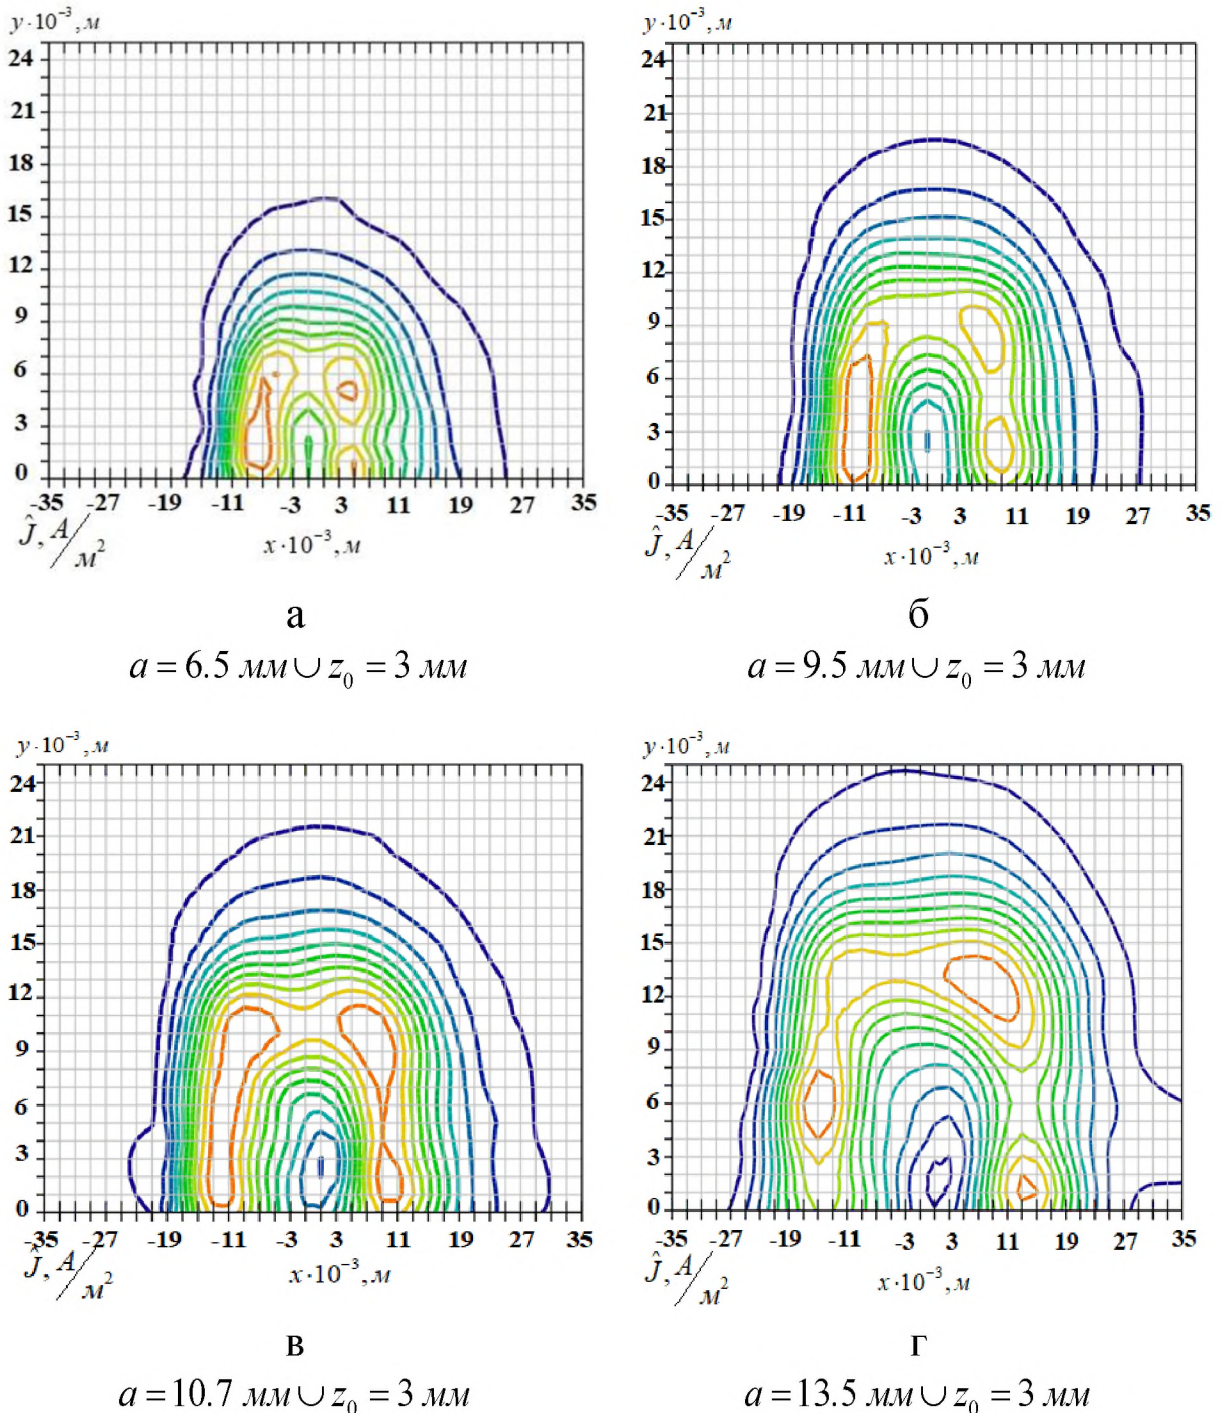 y·10⁻³, м
24
21
18
15
12
9
6
3
0
-35 -27 -19 -11 -3 3 11 19 27 35
Ĵ, А/м²
x·10⁻³, м
а
a = 6.5 мм ∪ z₀ = 3 мм
y·10⁻³, м
24
21
18
15
12
9
6
3
0
-35 -27 -19 -11 -3 3 11 19 27 35
Ĵ, А/м²
x·10⁻³, м
б
a = 9.5 мм ∪ z₀ = 3 мм
y·10⁻³, м
24
21
18
15
12
9
6
3
0
-35 -27 -19 -11 -3 3 11 19 27 35
Ĵ, А/м²
x·10⁻³, м
в
a = 10.7 мм ∪ z₀ = 3 мм
y·10⁻³, м
24
21
18
15
12
9
6
3
0
-35 -27 -19 -11 -3 3 11 19 27 35
Ĵ, А/м²
x·10⁻³, м
г
a = 13.5 мм ∪ z₀ = 3 мм